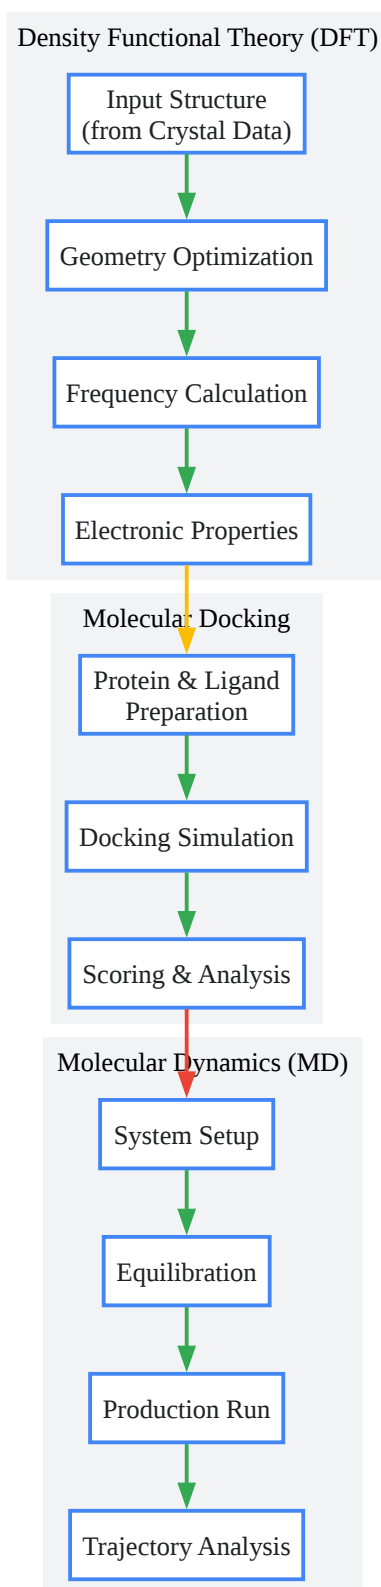 Density Functional Theory (DFT)
Input Structure
(from Crystal Data)
Geometry Optimization
Frequency Calculation
Electronic Properties
Molecular Docking
Protein & Ligand
Preparation
Docking Simulation
Scoring & Analysis
Molecular Dynamics (MD)
System Setup
Equilibration
Production Run
Trajectory Analysis